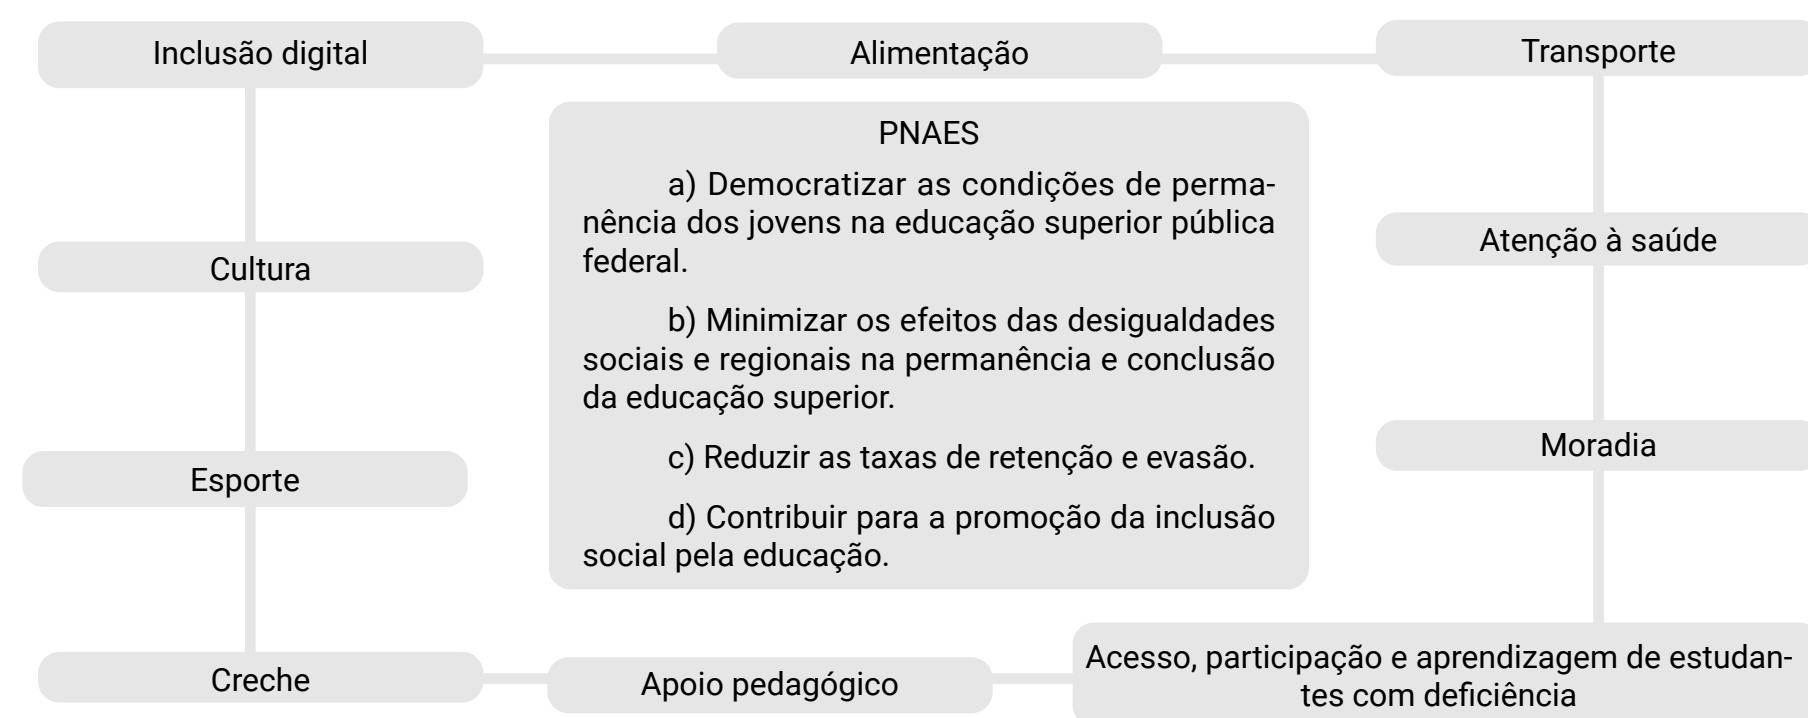 Inclusão digital
Alimentação
Transporte
PNAES
a) Democratizar as condições de perma-
nência dos jovens na educação superior pública
federal.
b) Minimizar os efeitos das desigualdades
sociais e regionais na permanência e conclusão
da educação superior.
c) Reduzir as taxas de retenção e evasão.
d) Contribuir para a promoção da inclusão
social pela educação.
Cultura
Atenção à saúde
Esporte
Moradia
Creche
Apoio pedagógico
Acesso, participação e aprendizagem de estudan-
tes com deficiência